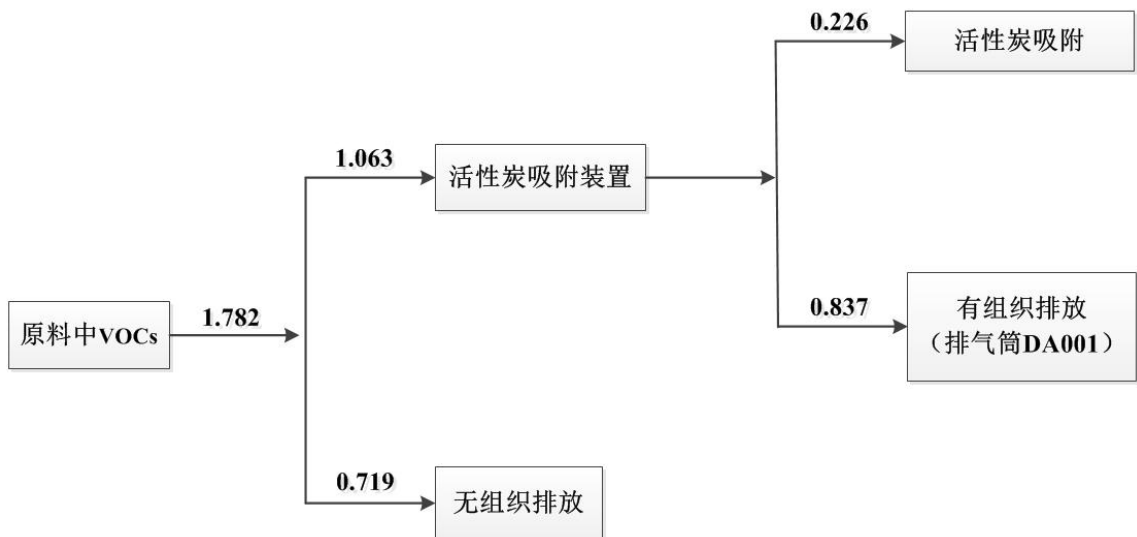 0.226
活性炭吸附
1.063
活性炭吸附装置
原料中VOCs
1.782
0.837
有组织排放
（排气筒DA001）
0.719
无组织排放